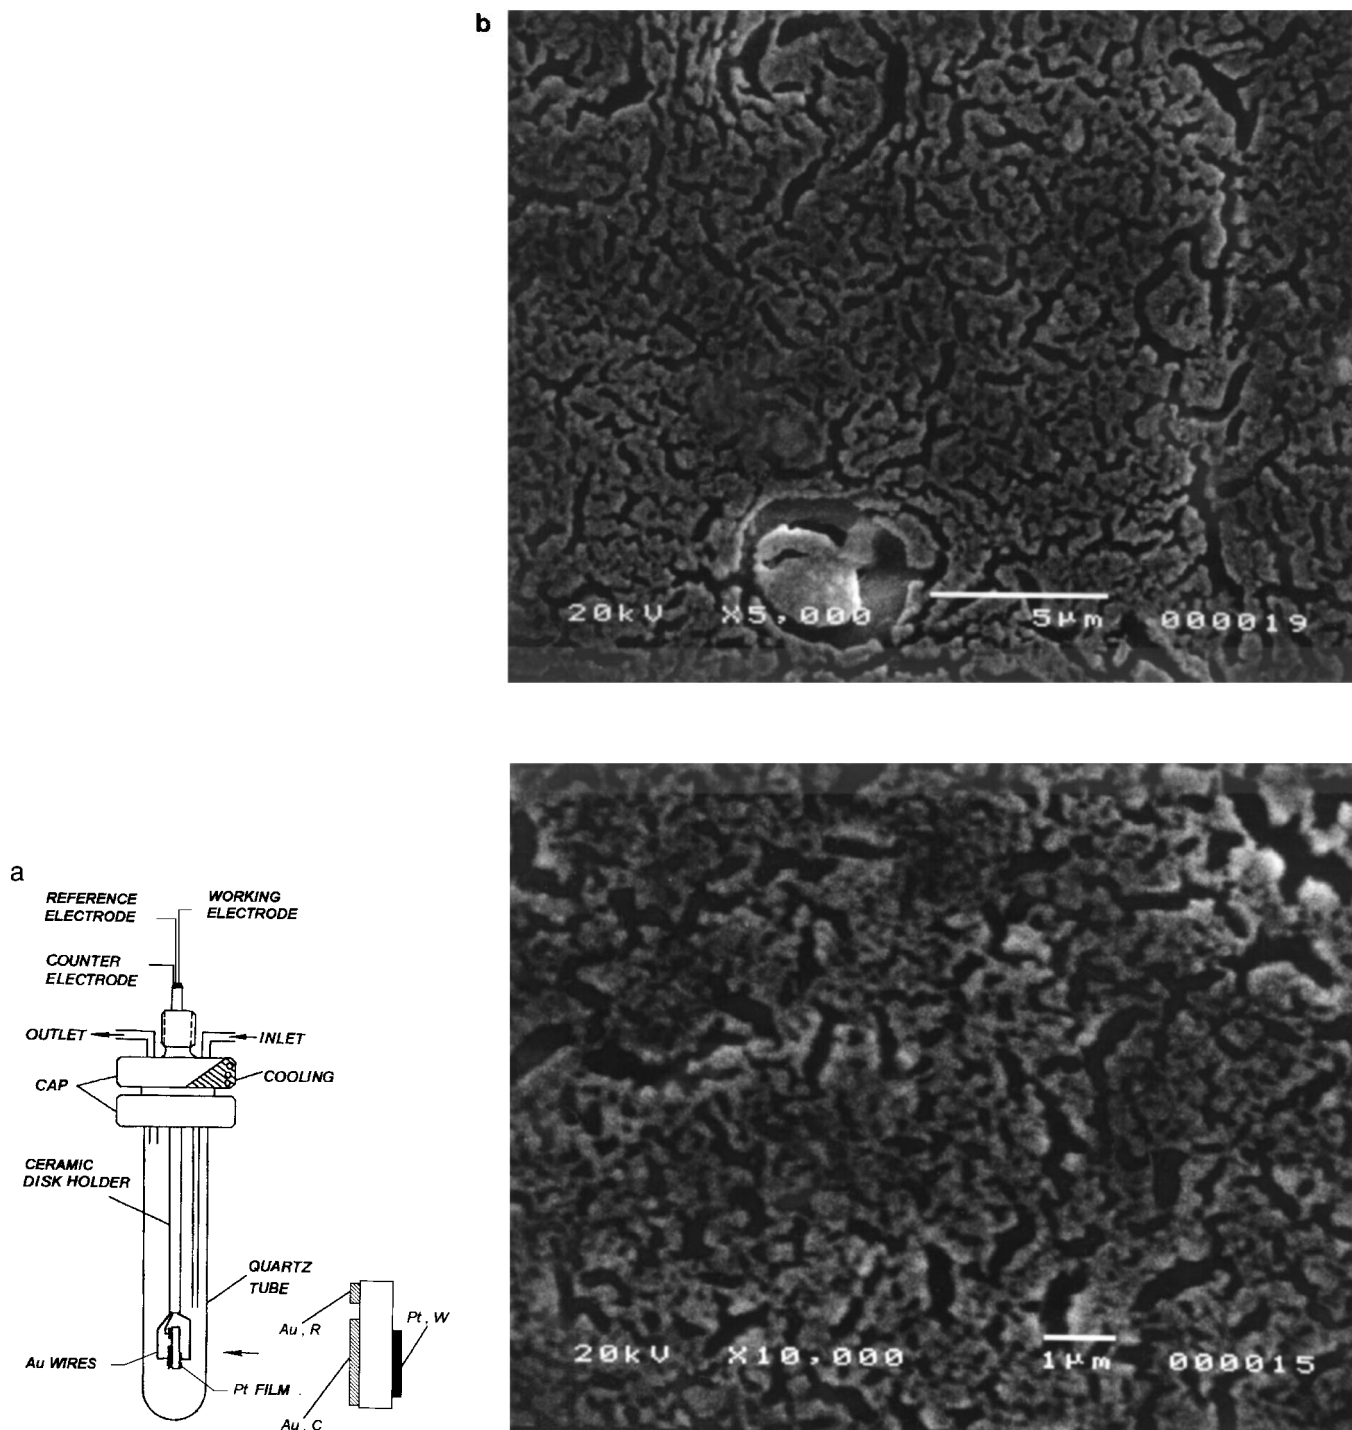 b
20kV X5,000 5μm 000019
a
REFERENCE
ELECTRODE
WORKING
ELECTRODE
COUNTER
ELECTRODE
OUTLET
INLET
CAP
COOLING
CERAMIC
DISK HOLDER
QUARTZ
TUBE
Au, R
Pt, W
Au WIRES
Pt FILM
Au, C
20kV X10,000 1μm 000015